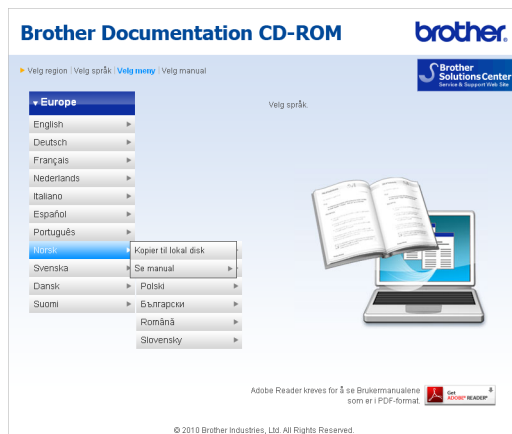 Brother Documentation CD-ROM
brother
Velg region | Velg språk | Velg meny | Velg manual
Brother
Solutions Center
Service & Support Web Site
Europe
Velg språk.
English
Deutsch
Français
Nederlands
Italiano
Español
Português
Norsk
Kopier til lokal disk
Svenska
Se manual
Dansk
Polski
Suomi
Български
Română
Slovensky
Adobe Reader kreves for å se Brukermanualene
som er i PDF-format.
Get
ADOBE® READER®
© 2010 Brother Industries, Ltd. All Rights Reserved.